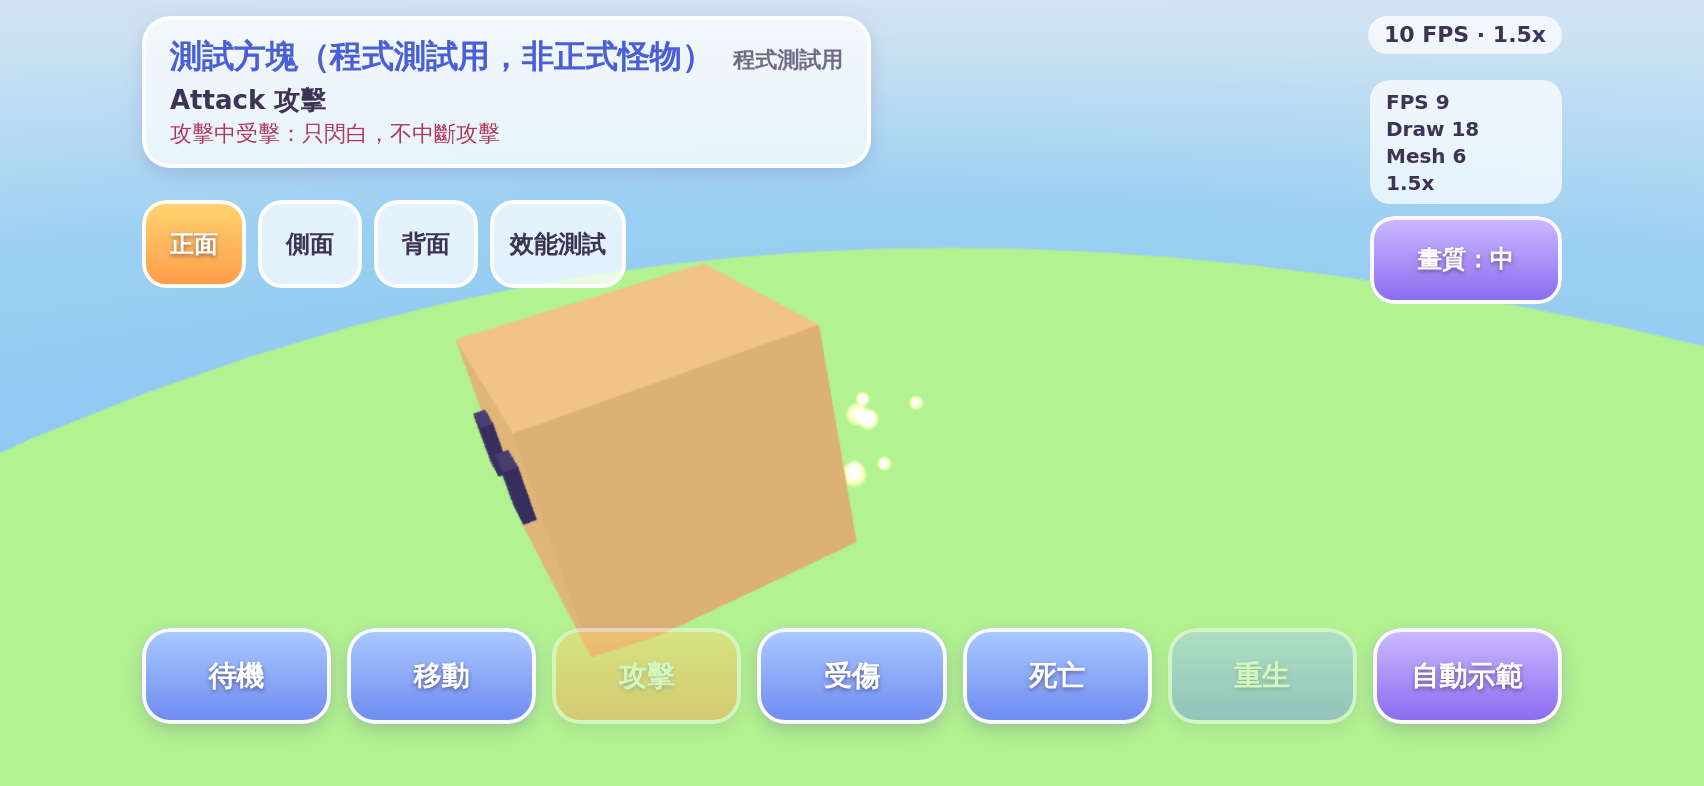 測試方塊（程式測試用，非正式怪物） 程式測試用
Attack 攻擊
攻擊中受擊：只閃白，不中斷攻擊
10 FPS · 1.5x
FPS 9
Draw 18
Mesh 6
1.5x
正面 側面 背面 效能測試
畫質：中
待機 移動 攻擊 受傷 死亡 重生 自動示範